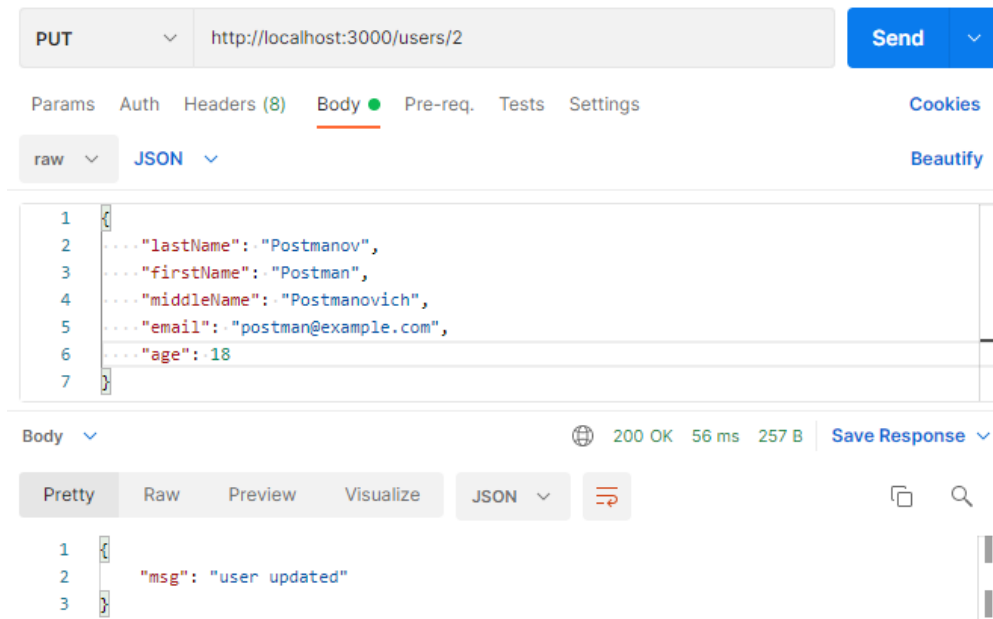 PUT http://localhost:3000/users/2 Send
Params Auth Headers (8) Body Pre-req. Tests Settings Cookies
raw JSON Beautify
1 {
2 ····"lastName":·"Postmanov",
3 ····"firstName":·"Postman",
4 ····"middleName":·"Postmanovich",
5 ····"email":·"postman@example.com",
6 ····"age":·18
7 }
Body 200 OK 56 ms 257 B Save Response
Pretty Raw Preview Visualize JSON
1 {
2 "msg": "user updated"
3 }